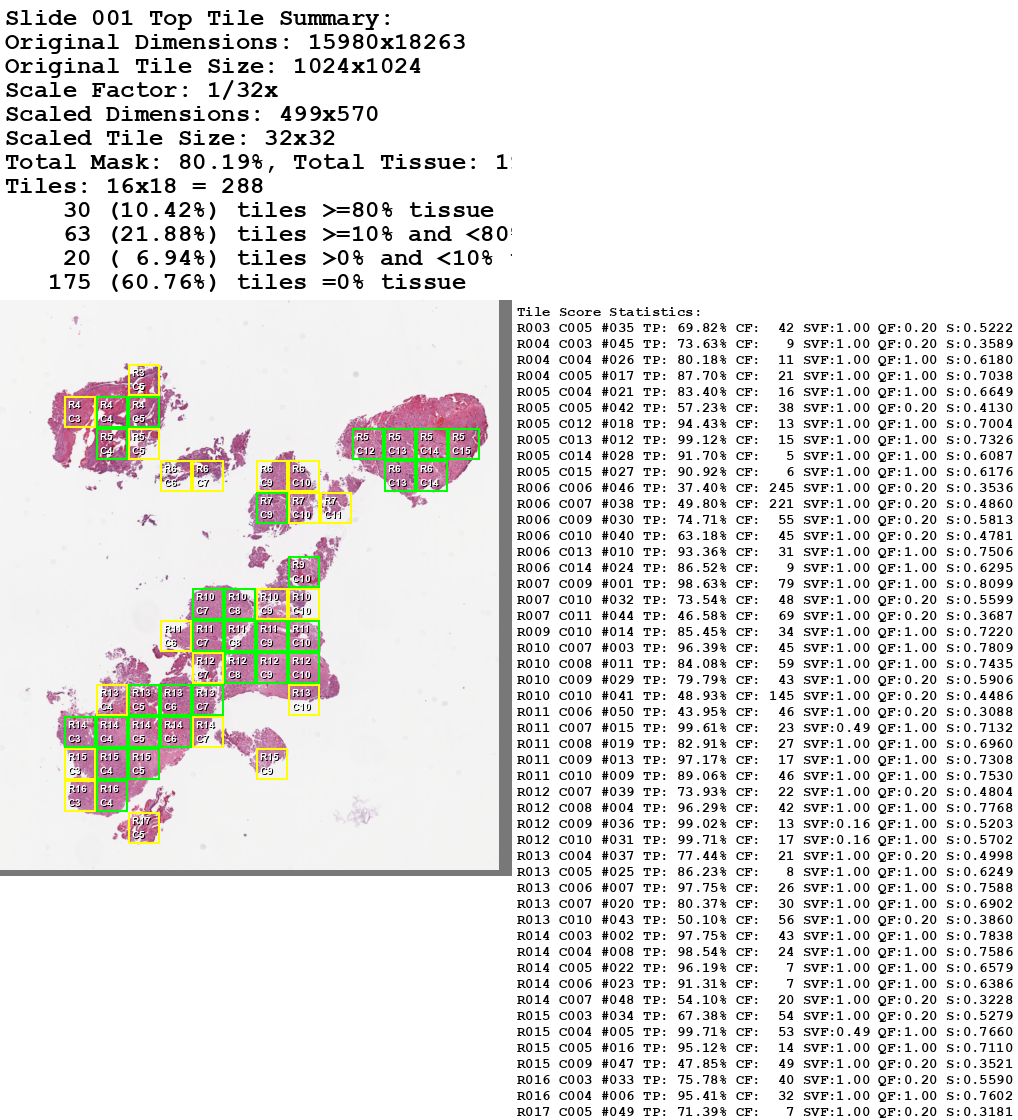 Slide 001 Top Tile Summary:
Original Dimensions: 15980x18263
Original Tile Size: 1024x1024
Scale Factor: 1/32x
Scaled Dimensions: 499x570
Scaled Tile Size: 32x32
Total Mask: 80.19%, Total Tissue: 1
Tiles: 16x18 = 288
30 (10.42%) tiles >=80% tissue
63 (21.88%) tiles >=10% and <80
20 ( 6.94%) tiles >0% and <10%
175 (60.76%) tiles =0% tissue
R3
C5
R4 R4 R4
C3 C4 C5
R5 R5 R5 R5 R5 R5
C4 C5 C12 C13 C14 C15
R6 R6 R6 R6 R6 R6
C6 C7 C9 C10 C13 C14
R7 R7 R7
C9 C10 C11
R9
C10
R10 R10 R10 R10
C7 C8 C9 C10
R11 R11 R11 R11 R11
C6 C7 C8 C9 C10
R12 R12 R12 R12
C7 C8 C9 C10
R13 R13 R13 R13 R13
C4 C5 C6 C7 C10
R14 R14 R14 R14 R14
C3 C4 C5 C6 C7
R15 R15 R15 R15
C3 C4 C5 C9
R16 R16
C3 C4
R17
C5
Tile Score Statistics:
R003 C005 #035 TP: 69.82% CF: 42 SVF:1.00 QF:0.20 S:0.5222
R004 C003 #045 TP: 73.63% CF: 9 SVF:1.00 QF:0.20 S:0.3589
R004 C004 #026 TP: 80.18% CF: 11 SVF:1.00 QF:1.00 S:0.6180
R004 C005 #017 TP: 87.70% CF: 21 SVF:1.00 QF:1.00 S:0.7038
R005 C004 #021 TP: 83.40% CF: 16 SVF:1.00 QF:1.00 S:0.6649
R005 C005 #042 TP: 57.23% CF: 38 SVF:1.00 QF:0.20 S:0.4130
R005 C012 #018 TP: 94.43% CF: 13 SVF:1.00 QF:1.00 S:0.7004
R005 C013 #012 TP: 99.12% CF: 15 SVF:1.00 QF:1.00 S:0.7326
R005 C014 #028 TP: 91.70% CF: 5 SVF:1.00 QF:1.00 S:0.6087
R005 C015 #027 TP: 90.92% CF: 6 SVF:1.00 QF:1.00 S:0.6176
R006 C006 #046 TP: 37.40% CF: 245 SVF:1.00 QF:0.20 S:0.3536
R006 C007 #038 TP: 49.80% CF: 221 SVF:1.00 QF:0.20 S:0.4860
R006 C009 #030 TP: 74.71% CF: 55 SVF:1.00 QF:0.20 S:0.5813
R006 C010 #040 TP: 63.18% CF: 45 SVF:1.00 QF:0.20 S:0.4781
R006 C013 #010 TP: 93.36% CF: 31 SVF:1.00 QF:1.00 S:0.7506
R006 C014 #024 TP: 86.52% CF: 9 SVF:1.00 QF:1.00 S:0.6295
R007 C009 #001 TP: 98.63% CF: 79 SVF:1.00 QF:1.00 S:0.8099
R007 C010 #032 TP: 73.54% CF: 48 SVF:1.00 QF:0.20 S:0.5599
R007 C011 #044 TP: 46.58% CF: 69 SVF:1.00 QF:0.20 S:0.3687
R009 C010 #014 TP: 85.45% CF: 34 SVF:1.00 QF:1.00 S:0.7220
R010 C007 #003 TP: 96.39% CF: 45 SVF:1.00 QF:1.00 S:0.7809
R010 C008 #011 TP: 84.08% CF: 59 SVF:1.00 QF:1.00 S:0.7435
R010 C009 #029 TP: 79.79% CF: 43 SVF:1.00 QF:0.20 S:0.5906
R010 C010 #041 TP: 48.93% CF: 145 SVF:1.00 QF:0.20 S:0.4486
R011 C006 #050 TP: 43.95% CF: 46 SVF:1.00 QF:0.20 S:0.3088
R011 C007 #015 TP: 99.61% CF: 23 SVF:0.49 QF:1.00 S:0.7132
R011 C008 #019 TP: 82.91% CF: 27 SVF:1.00 QF:1.00 S:0.6960
R011 C009 #013 TP: 97.17% CF: 17 SVF:1.00 QF:1.00 S:0.7308
R011 C010 #009 TP: 89.06% CF: 46 SVF:1.00 QF:1.00 S:0.7530
R012 C007 #039 TP: 73.93% CF: 22 SVF:1.00 QF:0.20 S:0.4804
R012 C008 #004 TP: 96.29% CF: 42 SVF:1.00 QF:1.00 S:0.7768
R012 C009 #036 TP: 99.02% CF: 13 SVF:0.16 QF:1.00 S:0.5203
R012 C010 #031 TP: 99.71% CF: 17 SVF:0.16 QF:1.00 S:0.5702
R013 C004 #037 TP: 77.44% CF: 21 SVF:1.00 QF:0.20 S:0.4998
R013 C005 #025 TP: 86.23% CF: 8 SVF:1.00 QF:1.00 S:0.6249
R013 C006 #007 TP: 97.75% CF: 26 SVF:1.00 QF:1.00 S:0.7588
R013 C007 #020 TP: 80.37% CF: 30 SVF:1.00 QF:1.00 S:0.6902
R013 C010 #043 TP: 50.10% CF: 56 SVF:1.00 QF:0.20 S:0.3860
R014 C003 #002 TP: 97.75% CF: 43 SVF:1.00 QF:1.00 S:0.7838
R014 C004 #008 TP: 98.54% CF: 24 SVF:1.00 QF:1.00 S:0.7586
R014 C005 #022 TP: 96.19% CF: 7 SVF:1.00 QF:1.00 S:0.6579
R014 C006 #023 TP: 91.31% CF: 7 SVF:1.00 QF:1.00 S:0.6386
R014 C007 #048 TP: 54.10% CF: 20 SVF:1.00 QF:0.20 S:0.3228
R015 C003 #034 TP: 67.38% CF: 54 SVF:1.00 QF:0.20 S:0.5279
R015 C004 #005 TP: 99.71% CF: 53 SVF:0.49 QF:1.00 S:0.7660
R015 C005 #016 TP: 95.12% CF: 14 SVF:1.00 QF:1.00 S:0.7110
R015 C009 #047 TP: 47.85% CF: 49 SVF:1.00 QF:0.20 S:0.3521
R016 C003 #033 TP: 75.78% CF: 40 SVF:1.00 QF:0.20 S:0.5590
R016 C004 #006 TP: 95.41% CF: 32 SVF:1.00 QF:1.00 S:0.7602
R017 C005 #049 TP: 71.39% CF: 7 SVF:1.00 QF:0.20 S:0.3181